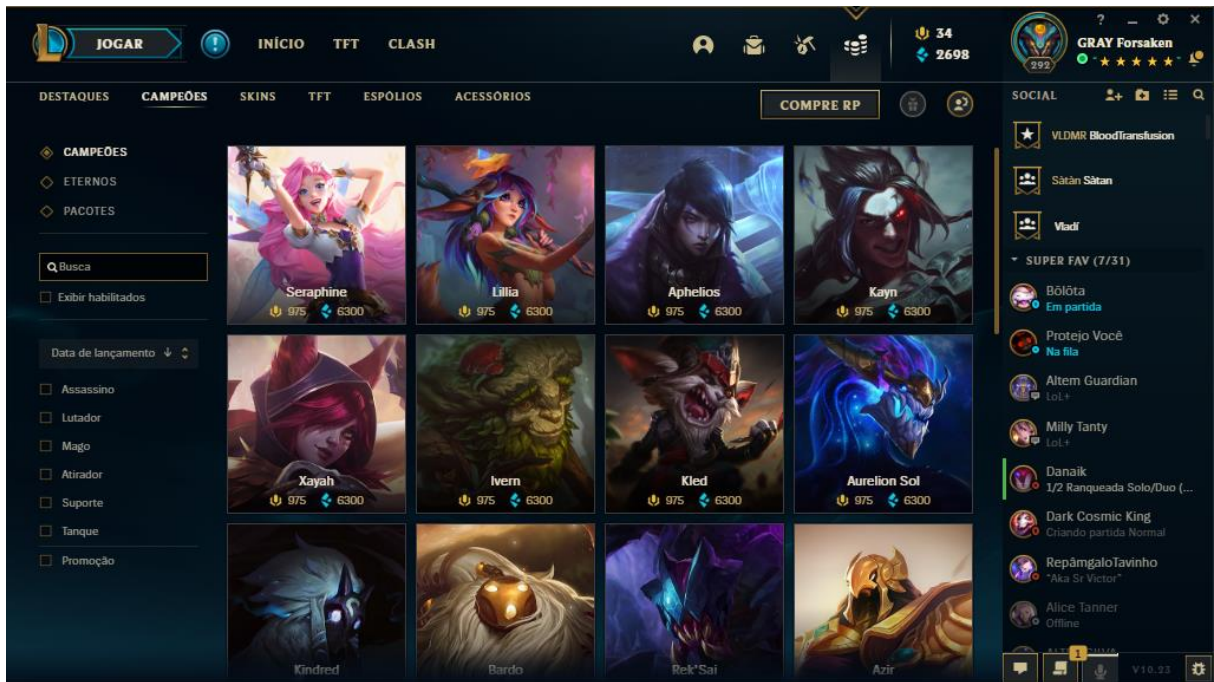 JOGAR
INÍCIO TFT CLASH
34
2698
292
GRAY Forsaken
DESTAQUES CAMPEÕES SKINS TFT ESPÓLIOS ACESSÓRIOS
COMPRE RP
CAMPEÕES
ETERNOS
PACOTES
Busca
Exibir habilitados
Data de lançamento
Assassino
Lutador
Mago
Atirador
Suporte
Tanque
Promoção
Seraphine
975 6300
Lillia
975 6300
Aphelios
975 6300
Kayn
975 6300
Xayah
975 6300
Ivern
975 6300
Kled
975 6300
Aurelion Sol
975 6300
Kindred
Bardo
Rek'Sai
Azir
SOCIAL
VLDMR BloodTransfusion
Sàtàn Sàtan
Vladí
SUPER FAV (7/31)
Bôlôta
Em partida
Protejo Você
Na fila
Altem Guardian
LoL+
Milly Tanty
LoL+
Danaik
1/2 Ranqueada Solo/Duo (...
Dark Cosmic King
Criando partida Normal
RepâmgaloTavinho
"Aka Sr Victor"
Alice Tanner
Offline
1
V10.23